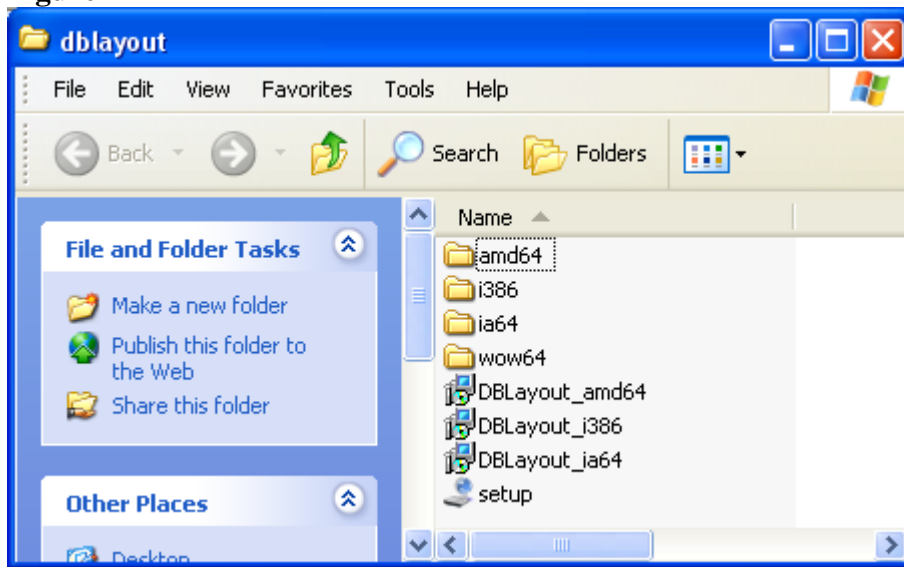 dblayout
File Edit View Favorites Tools Help
Back Search Folders
Name
File and Folder Tasks
Make a new folder
Publish this folder to
the Web
Share this folder
Other Places
Desktop
amd64
i386
ia64
wow64
DBLayout_amd64
DBLayout_i386
DBLayout_ia64
setup